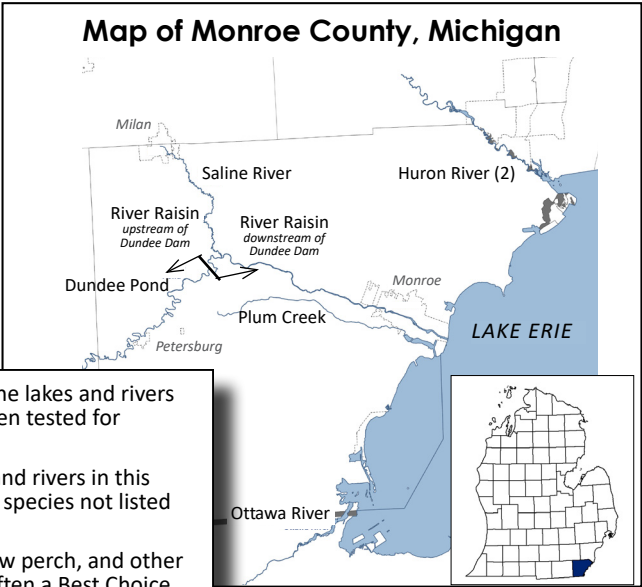 Map of Monroe County, Michigan
Milan
Saline River
Huron River (2)
River Raisin
upstream of
Dundee Dam
River Raisin
downstream of
Dundee Dam
Dundee Pond
Monroe
Plum Creek
LAKE ERIE
Petersburg
he lakes and rivers
en tested for
nd rivers in this
species not listed
Ottawa River
w perch, and other
ften a Best Choice